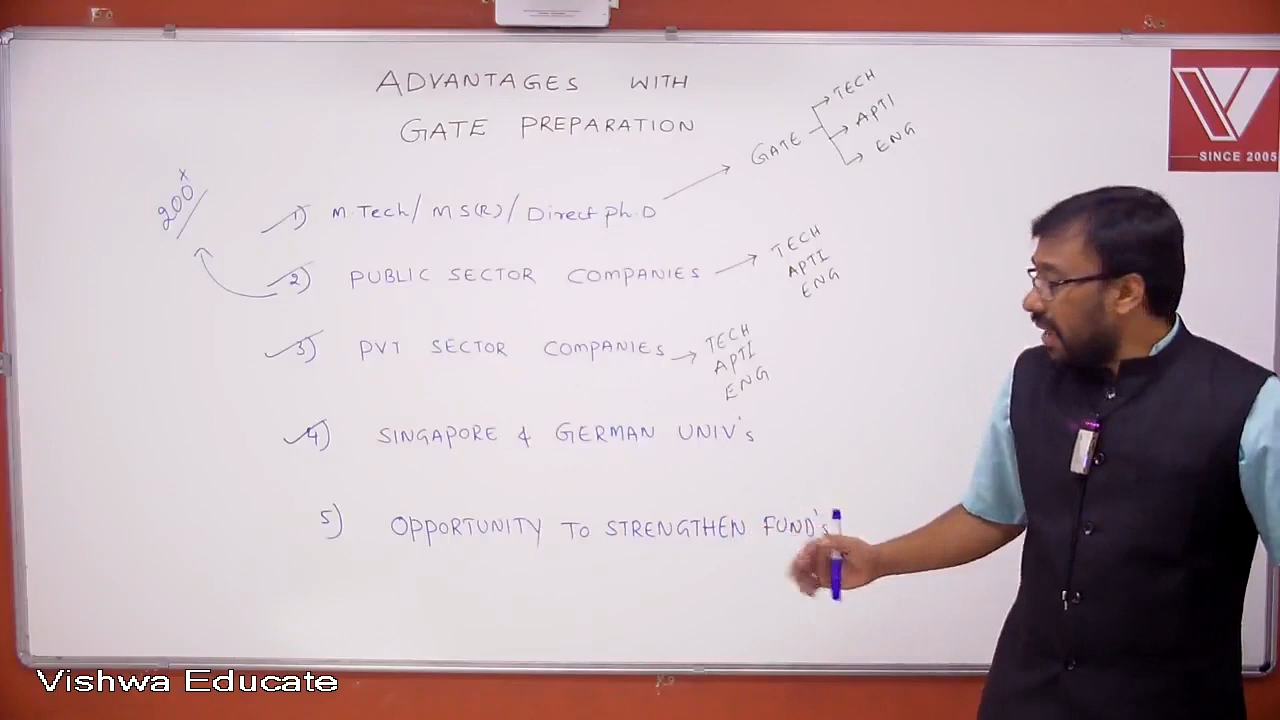 ADVANTAGES WITH
GATE PREPARATION
GATE
TECH
APTI
ENG
200 x
1) M.Tech/ MS(R)/ Direct Ph.D
2) PUBLIC SECTOR COMPANIES
TECH
APTI
ENG
3) PVT SECTOR COMPANIES
TECH
APTI
ENG
4) SINGAPORE & GERMAN UNIV's
5) OPPORTUNITY TO STRENGTHEN FUND's
V
SINCE 2005
Vishwa Educate